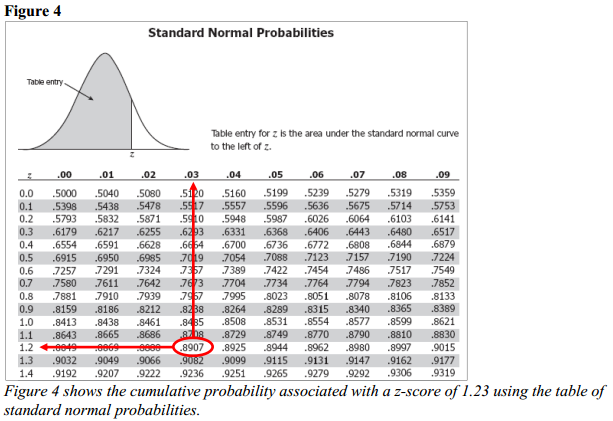 Figure 4
Standard Normal Probabilities
Table entry
z
Table entry for z is the area under the standard normal curve
to the left of z.
z .00 .01 .02 .03 .04 .05 .06 .07 .08 .09
0.0 .5000 .5040 .5080 .5120 .5160 .5199 .5239 .5279 .5319 .5359
0.1 .5398 .5438 .5478 .5517 .5557 .5596 .5636 .5675 .5714 .5753
0.2 .5793 .5832 .5871 .5910 .5948 .5987 .6026 .6064 .6103 .6141
0.3 .6179 .6217 .6255 .6293 .6331 .6368 .6406 .6443 .6480 .6517
0.4 .6554 .6591 .6628 .6664 .6700 .6736 .6772 .6808 .6844 .6879
0.5 .6915 .6950 .6985 .7019 .7054 .7088 .7123 .7157 .7190 .7224
0.6 .7257 .7291 .7324 .7357 .7389 .7422 .7454 .7486 .7517 .7549
0.7 .7580 .7611 .7642 .7673 .7704 .7734 .7764 .7794 .7823 .7852
0.8 .7881 .7910 .7939 .7967 .7995 .8023 .8051 .8078 .8106 .8133
0.9 .8159 .8186 .8212 .8238 .8264 .8289 .8315 .8340 .8365 .8389
1.0 .8413 .8438 .8461 .8485 .8508 .8531 .8554 .8577 .8599 .8621
1.1 .8643 .8665 .8686 .8708 .8729 .8749 .8770 .8790 .8810 .8830
1.2 .8849 .8869 .8888 .8907 .8925 .8944 .8962 .8980 .8997 .9015
1.3 .9032 .9049 .9066 .9082 .9099 .9115 .9131 .9147 .9162 .9177
1.4 .9192 .9207 .9222 .9236 .9251 .9265 .9279 .9292 .9306 .9319
Figure 4 shows the cumulative probability associated with a z-score of 1.23 using the table of
standard normal probabilities.